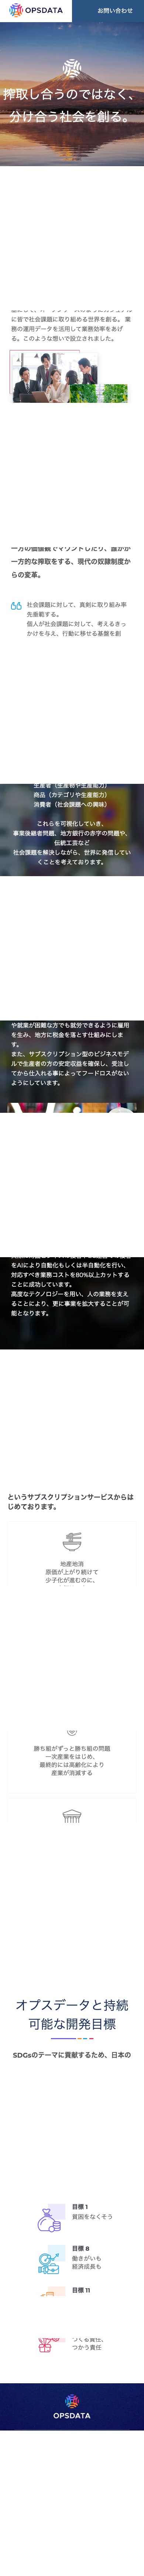 OPSDATA
お問い合わせ
搾取し合うのではなく、
分け合う社会を創る。
に皆で社会課題に取り組める世界を創る。 業
務の運用データを活用して業務効率をあげ
る。このような想いで設立されました。
一方の価値観でマウントしたり、誰かが
一方的な搾取をする、現代の奴隷制度か
らの変革。
社会課題に対して、真剣に取り組み率
先垂範する。
個人が社会課題に対して、考えるきっ
かけを与え、行動に移せる基盤を創
生産者（生産物や生産能力）
商品（カテゴリや生産能力）
消費者（社会課題への興味）
これらを可視化していき、
事業後継者問題、地方銀行の赤字の問題や、
伝統工芸など
社会課題を解決しながら、世界に発信してい
くことを考えております。
や就業が困難な方でも就労できるように雇用
を生み、地方に税金を落とす仕組みにしま
す。
また、サブスクリプション型のビジネスモデ
ルで生産者の方の安定収益を確保し、受注し
てから仕入れる事によってフードロスがない
ようにしています。
をAIにより自動化もしくは半自動化を行い、
対応すべき業務コストを80%以上カットする
ことに成功しています。
高度なテクノロジーを用い、人の業務を支え
ることにより、更に事業を拡大することが可
能となります。
というサブスクリプションサービスからは
じめております。
地産地消
原価が上がり続けて
少子化が進むのに、
勝ち組がずっと勝ち組の問題
一次産業をはじめ、
最終的には高齢化により
産業が消滅する
オプスデータと持続
可能な開発目標
SDGsのテーマに貢献するため、日本の
目標 1
貧困をなくそう
目標 8
働きがいも
経済成長も
目標 11
つくる責任、
つかう責任
OPSDATA